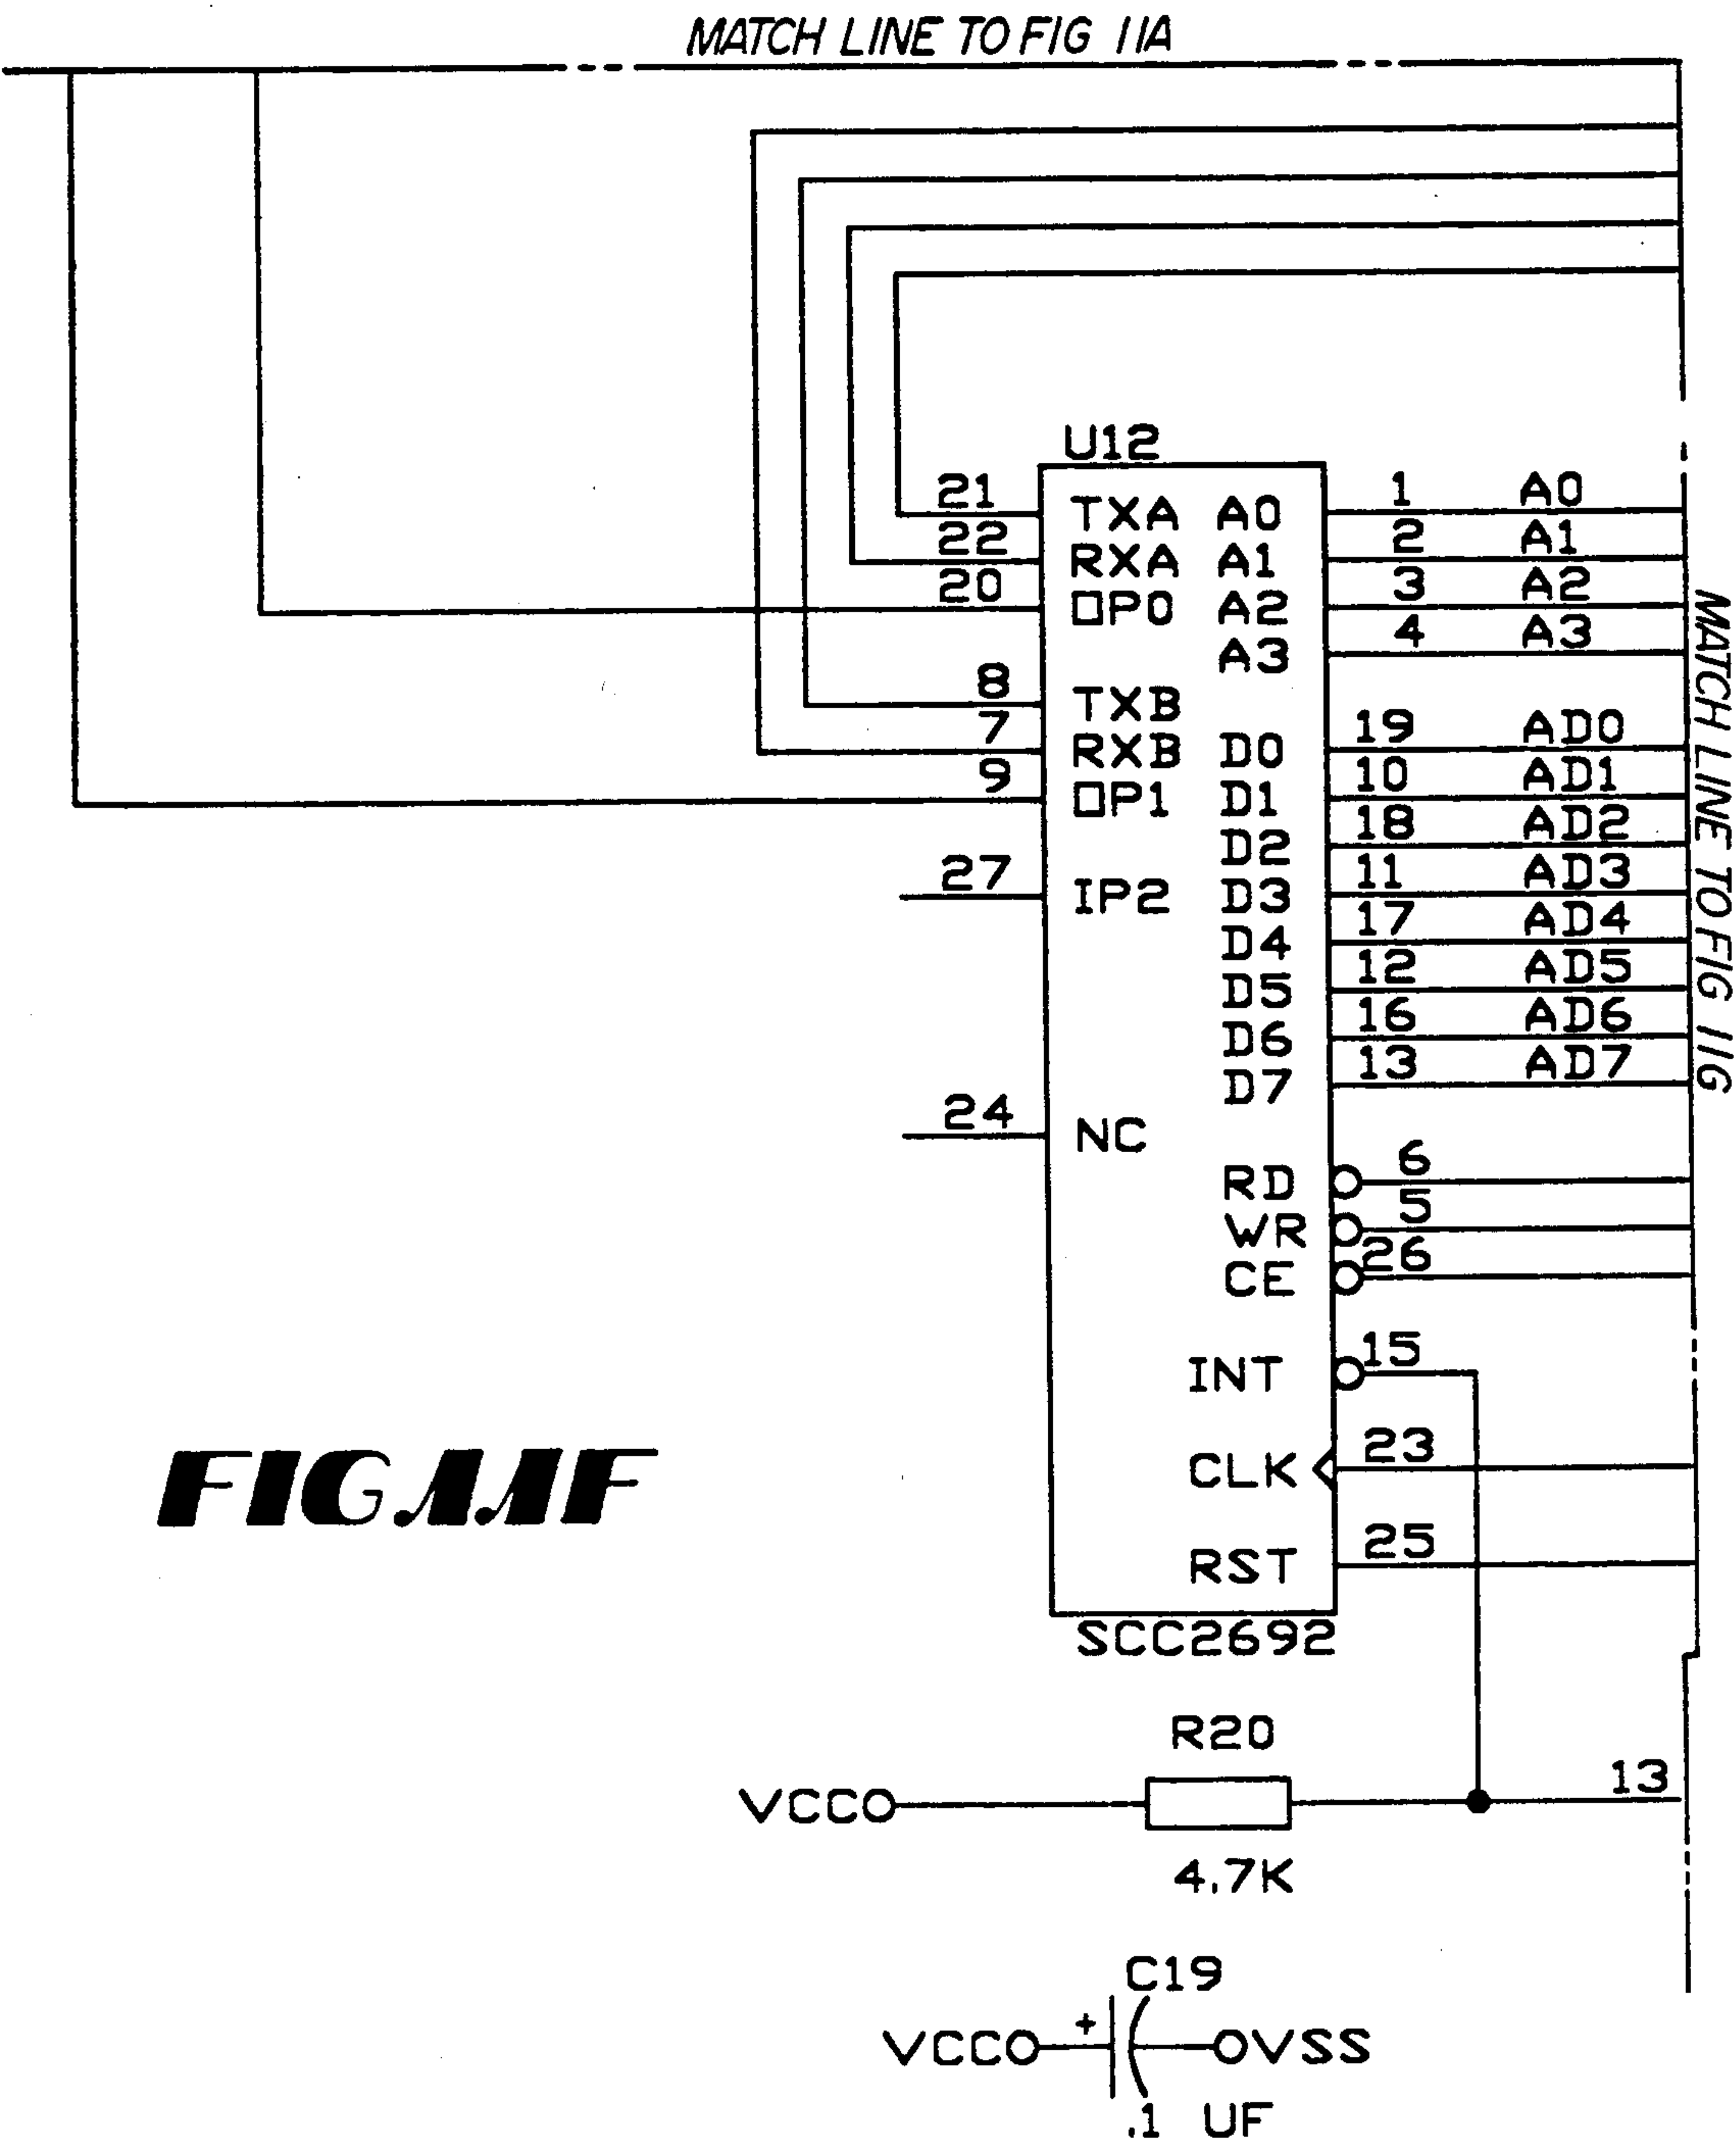 MATCH LINE TO FIG 11A
U12
21 TXA A0 1 A0
22 RXA A1 2 A1
20 OP0 A2 3 A2
A3 4 A3
8 TXB
7 RXB D0 19 AD0
9 OP1 D1 10 AD1
D2 18 AD2
27 IP2 D3 11 AD3
D4 17 AD4
D5 12 AD5
D6 16 AD6
D7 13 AD7
24 NC
RD 6
WR 5
CE 26
INT 15
CLK 23
RST 25
SCC2692
MATCH LINE TO FIG 11G
FIG. 11F
R20
VCC 13
4.7K
C19
VCC + VSS
.1 UF